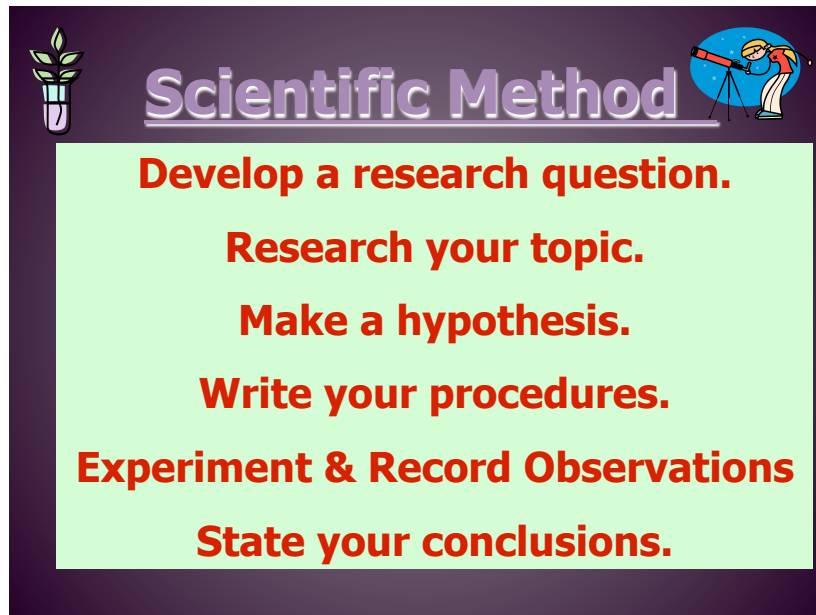 Scientific Method
Develop a research question.
Research your topic.
Make a hypothesis.
Write your procedures.
Experiment & Record Observations
State your conclusions.